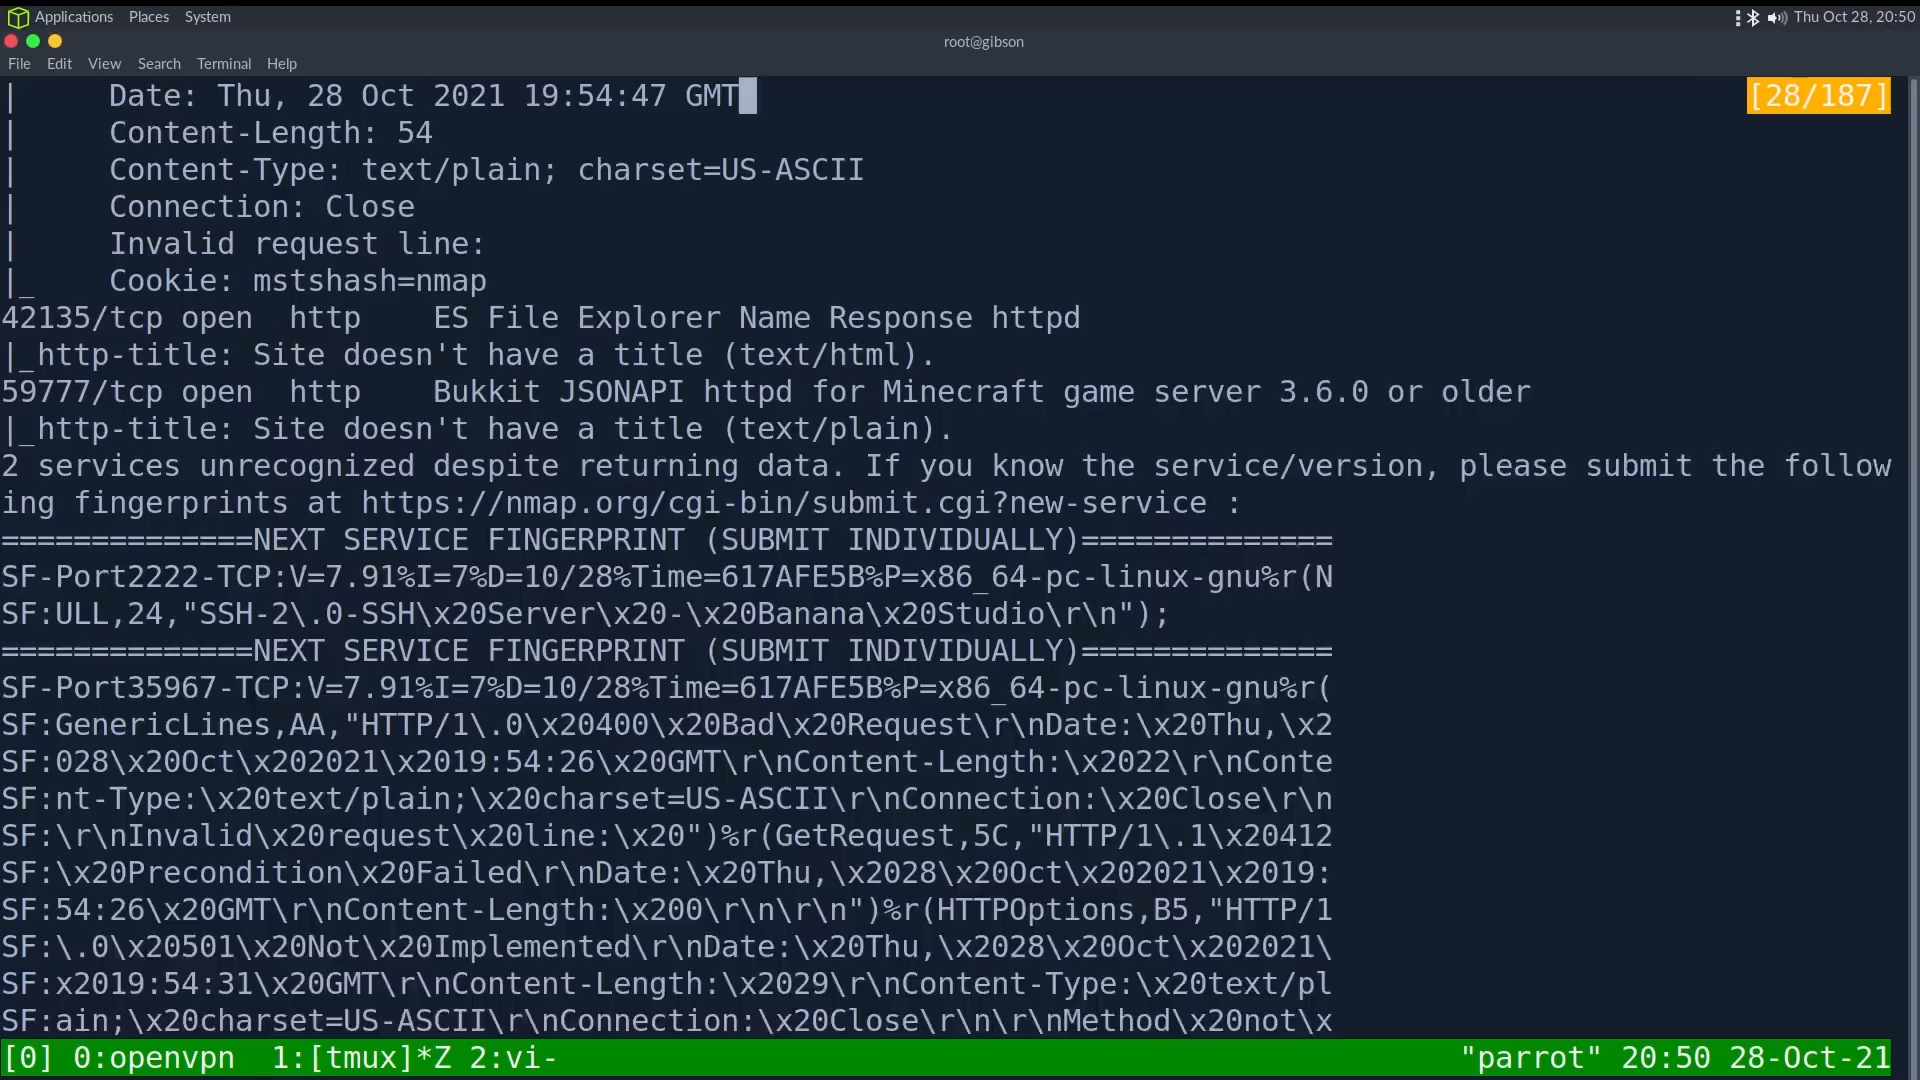 Applications Places System Thu Oct 28, 20:50
root@gibson
File Edit View Search Terminal Help
|     Date: Thu, 28 Oct 2021 19:54:47 GMT [28/187]
|     Content-Length: 54
|     Content-Type: text/plain; charset=US-ASCII
|     Connection: Close
|     Invalid request line:
|_    Cookie: mstshash=nmap
42135/tcp open  http    ES File Explorer Name Response httpd
|_http-title: Site doesn't have a title (text/html).
59777/tcp open  http    Bukkit JSONAPI httpd for Minecraft game server 3.6.0 or older
|_http-title: Site doesn't have a title (text/plain).
2 services unrecognized despite returning data. If you know the service/version, please submit the follow
ing fingerprints at https://nmap.org/cgi-bin/submit.cgi?new-service :
==============NEXT SERVICE FINGERPRINT (SUBMIT INDIVIDUALLY)==============
SF-Port2222-TCP:V=7.91%I=7%D=10/28%Time=617AFE5B%P=x86_64-pc-linux-gnu%r(N
SF:ULL,24,"SSH-2\.0-SSH\x20Server\x20-\x20Banana\x20Studio\r\n");
==============NEXT SERVICE FINGERPRINT (SUBMIT INDIVIDUALLY)==============
SF-Port35967-TCP:V=7.91%I=7%D=10/28%Time=617AFE5B%P=x86_64-pc-linux-gnu%r(
SF:GenericLines,AA,"HTTP/1\.0\x20400\x20Bad\x20Request\r\nDate:\x20Thu,\x2
SF:028\x20Oct\x202021\x2019:54:26\x20GMT\r\nContent-Length:\x2022\r\nConte
SF:nt-Type:\x20text/plain;\x20charset=US-ASCII\r\nConnection:\x20Close\r\n
SF:\r\nInvalid\x20request\x20line:\x20")%r(GetRequest,5C,"HTTP/1\.1\x20412
SF:\x20Precondition\x20Failed\r\nDate:\x20Thu,\x2028\x20Oct\x202021\x2019:
SF:54:26\x20GMT\r\nContent-Length:\x200\r\n\r\n")%r(HTTPOptions,B5,"HTTP/1
SF:\.0\x20501\x20Not\x20Implemented\r\nDate:\x20Thu,\x2028\x20Oct\x202021\
SF:x2019:54:31\x20GMT\r\nContent-Length:\x2029\r\nContent-Type:\x20text/pl
SF:ain;\x20charset=US-ASCII\r\nConnection:\x20Close\r\n\r\nMethod\x20not\x
[0] 0:openvpn  1:[tmux]*Z 2:vi- "parrot" 20:50 28-Oct-21